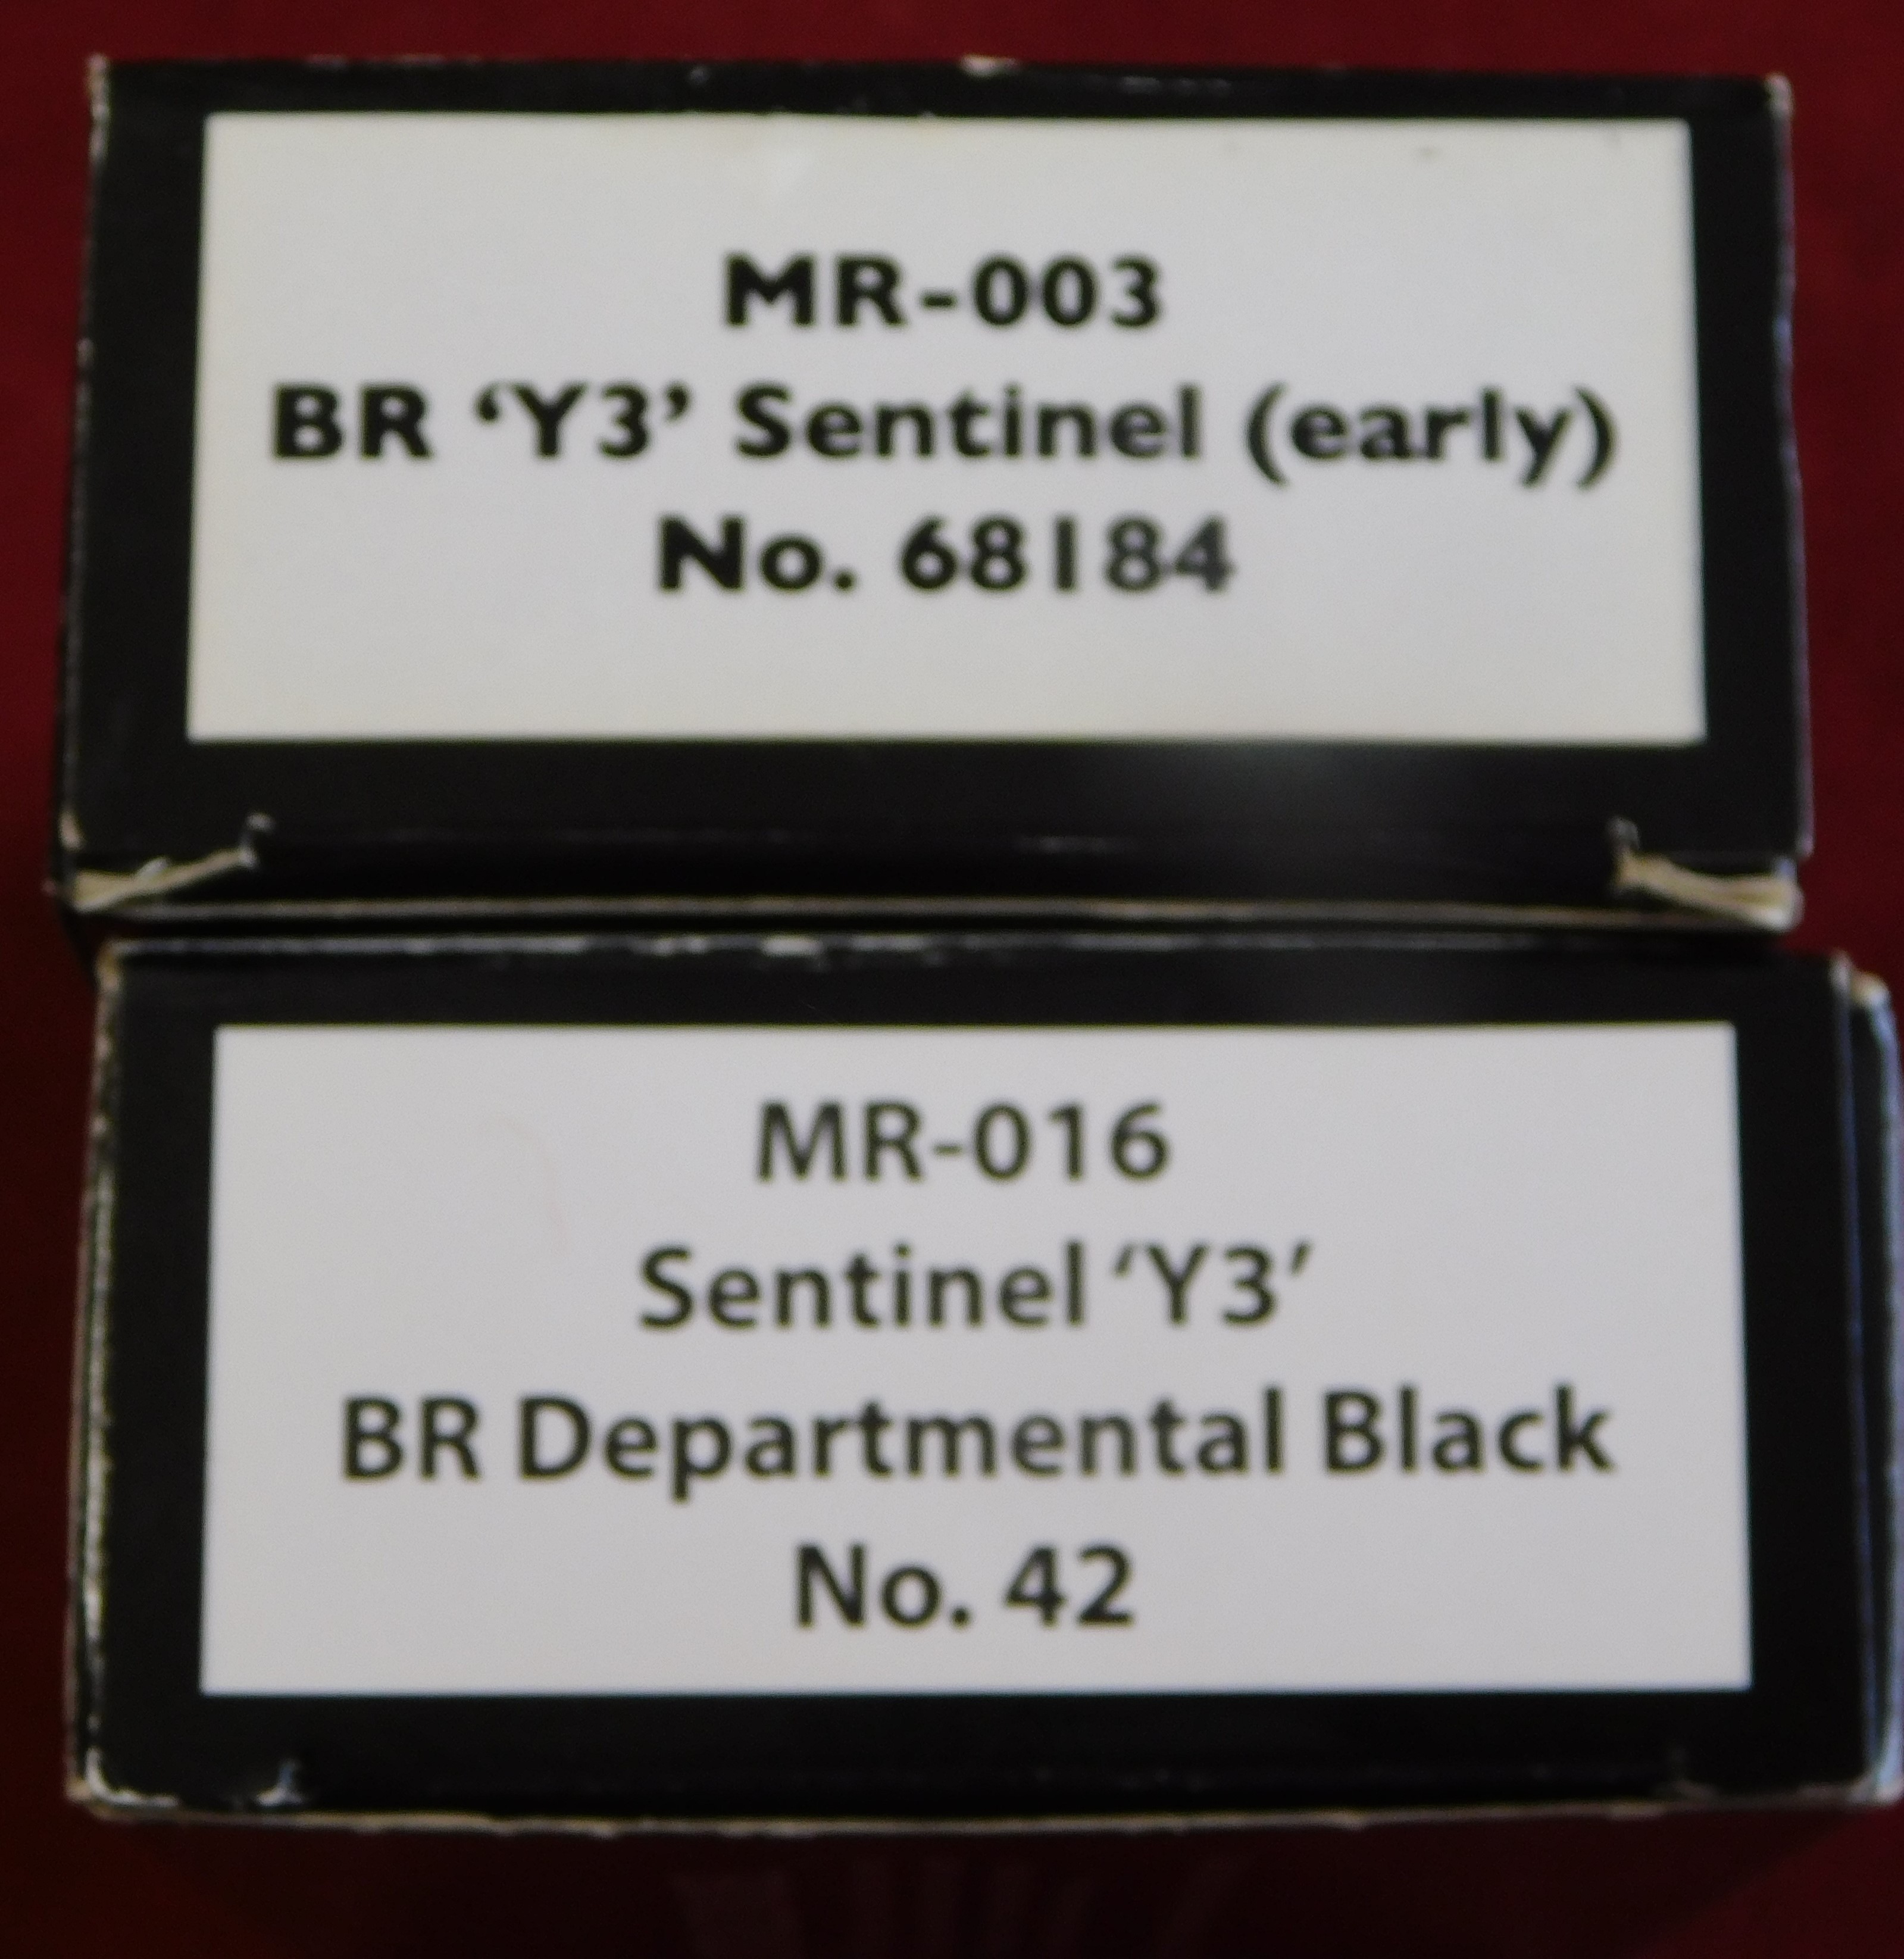 MR-003
BR ‘Y3’ Sentinel (early)
No. 68184
MR-016
Sentinel ‘Y3’
BR Departmental Black
No. 42